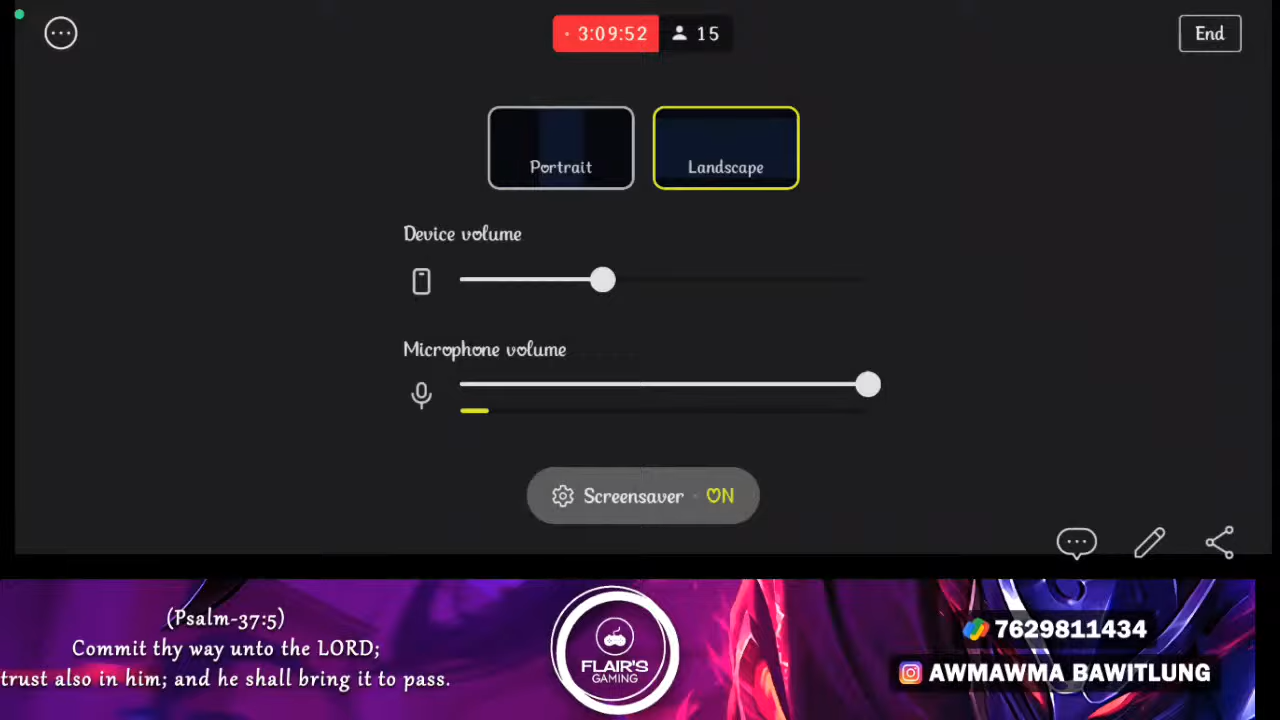 3:09:52
15
End
Portrait
Landscape
Device volume
Microphone volume
Screensaver
ON
(Psalm-37:5)
Commit thy way unto the LORD;
trust also in him; and he shall bring it to pass.
FLAIR'S
GAMING
7629811434
AWMAWMA BAWITLUNG